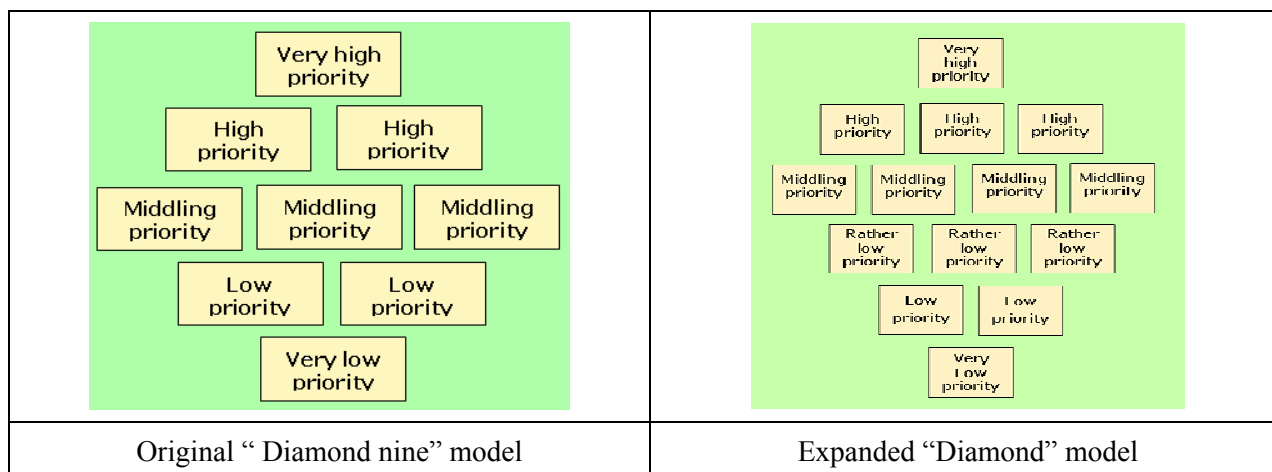 Very high
priority
High
priority
High
priority
Middling
priority
Middling
priority
Middling
priority
Low
priority
Low
priority
Very low
priority
Original “ Diamond nine” model
Very
high
priority
High
priority
High
priority
High
priority
Middling
priority
Middling
priority
Middling
priority
Middling
priority
Rather
low
priority
Rather
low
priority
Rather
low
priority
Low
priority
Low
priority
Very
Low
priority
Expanded “Diamond” model